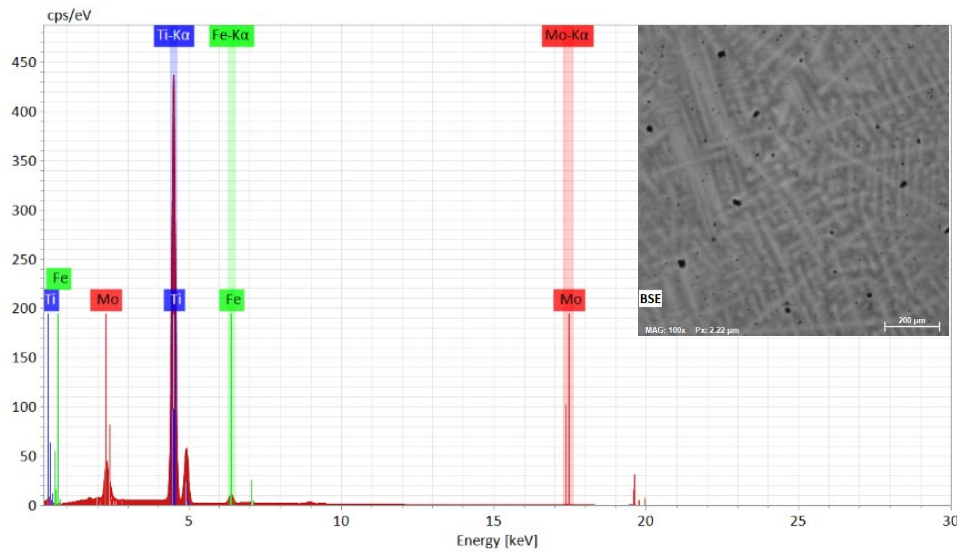 cps/eV
Ti-Kα
Fe-Kα
Mo-Kα
450
400
350
300
250
200
150
100
50
0
Fe
Ti
Mo
Ti
Fe
Mo
BSE
MAG: 100x Px: 2.22 µm
200 µm
5
10
15
20
25
30
Energy [keV]